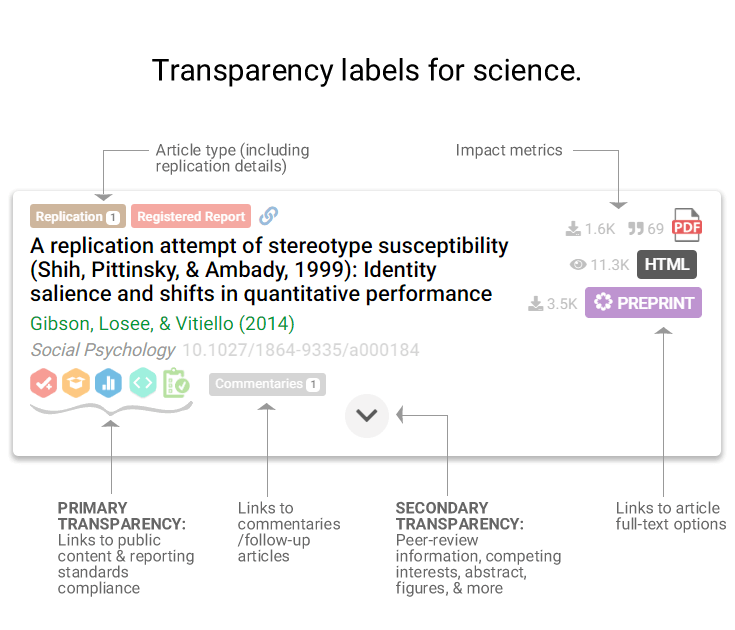 Transparency labels for science.
Article type (including
replication details)
Impact metrics
Replication 1
Registered Report
1.6K
69
PDF
A replication attempt of stereotype susceptibility
(Shih, Pittinsky, & Ambady, 1999): Identity
salience and shifts in quantitative performance
11.3K
HTML
3.5K
PREPRINT
Gibson, Losee, & Vitiello (2014)
Social Psychology 10.1027/1864-9335/a000184
Commentaries 1
PRIMARY
TRANSPARENCY:
Links to public
content & reporting
standards
compliance
Links to
commentaries
/follow-up
articles
SECONDARY
TRANSPARENCY:
Peer-review
information, competing
interests, abstract,
figures, & more
Links to article
full-text options